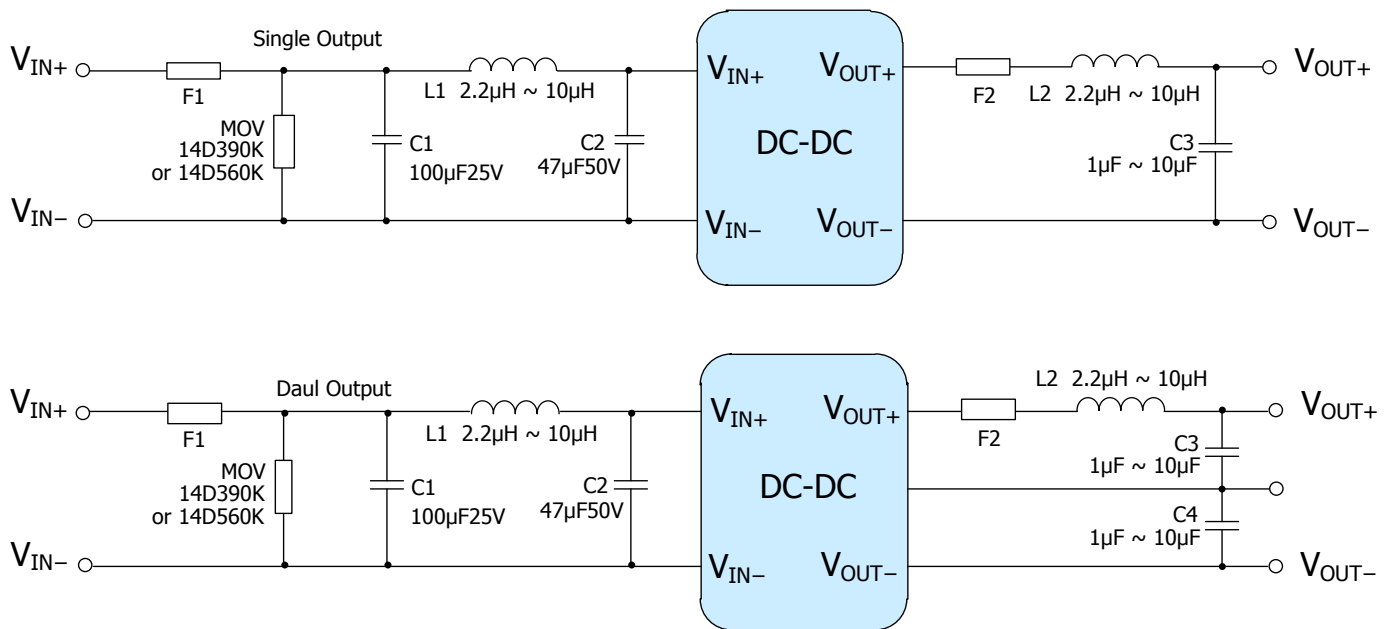 Single Output
VIN+
F1
MOV
14D390K
or 14D560K
C1
100µF25V
L1 2.2µH ~ 10µH
C2
47µF50V
VIN−
VIN+
VOUT+
DC-DC
VIN−
VOUT−
F2
L2 2.2µH ~ 10µH
C3
1µF ~ 10µF
VOUT+
VOUT−
Daul Output
VIN+
F1
MOV
14D390K
or 14D560K
C1
100µF25V
L1 2.2µH ~ 10µH
C2
47µF50V
VIN−
VIN+
VOUT+
DC-DC
VIN−
VOUT−
F2
L2 2.2µH ~ 10µH
C3
1µF ~ 10µF
C4
1µF ~ 10µF
VOUT+
VOUT−